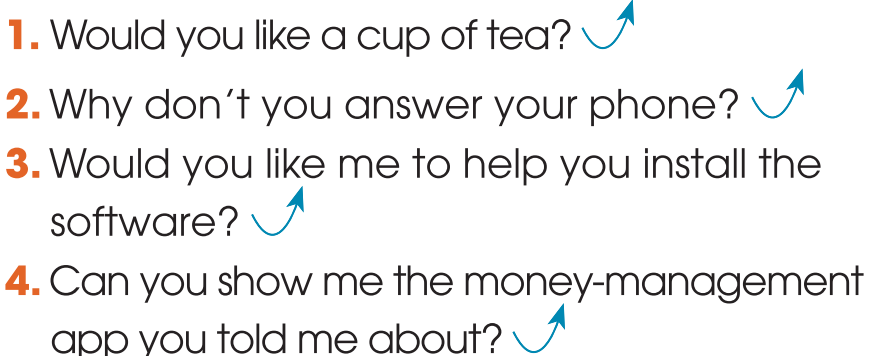 1. Would you like a cup of tea?
2. Why don't you answer your phone?
3. Would you like me to help you install the
software?
4. Can you show me the money-management
app you told me about?